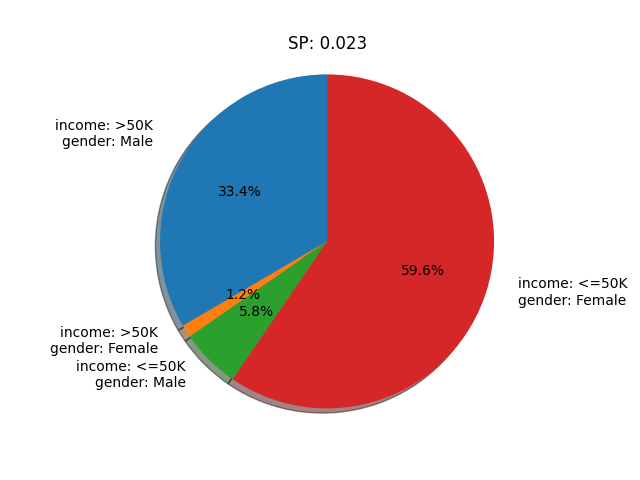 SP: 0.023
income: >50K
gender: Male
33.4%
59.6%
income: <=50K
gender: Female
1.2%
5.8%
income: >50K
gender: Female
income: <=50K
gender: Male